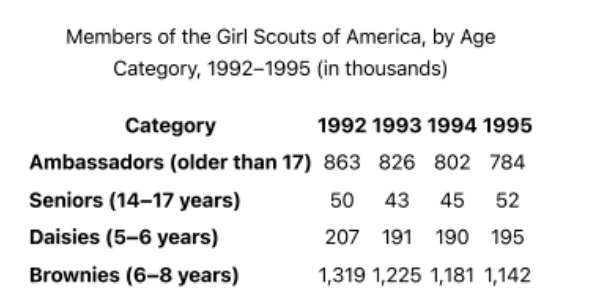 Members of the Girl Scouts of America, by Age
Category, 1992–1995 (in thousands)
Category 1992 1993 1994 1995
Ambassadors (older than 17) 863 826 802 784
Seniors (14–17 years) 50 43 45 52
Daisies (5–6 years) 207 191 190 195
Brownies (6–8 years) 1,319 1,225 1,181 1,142